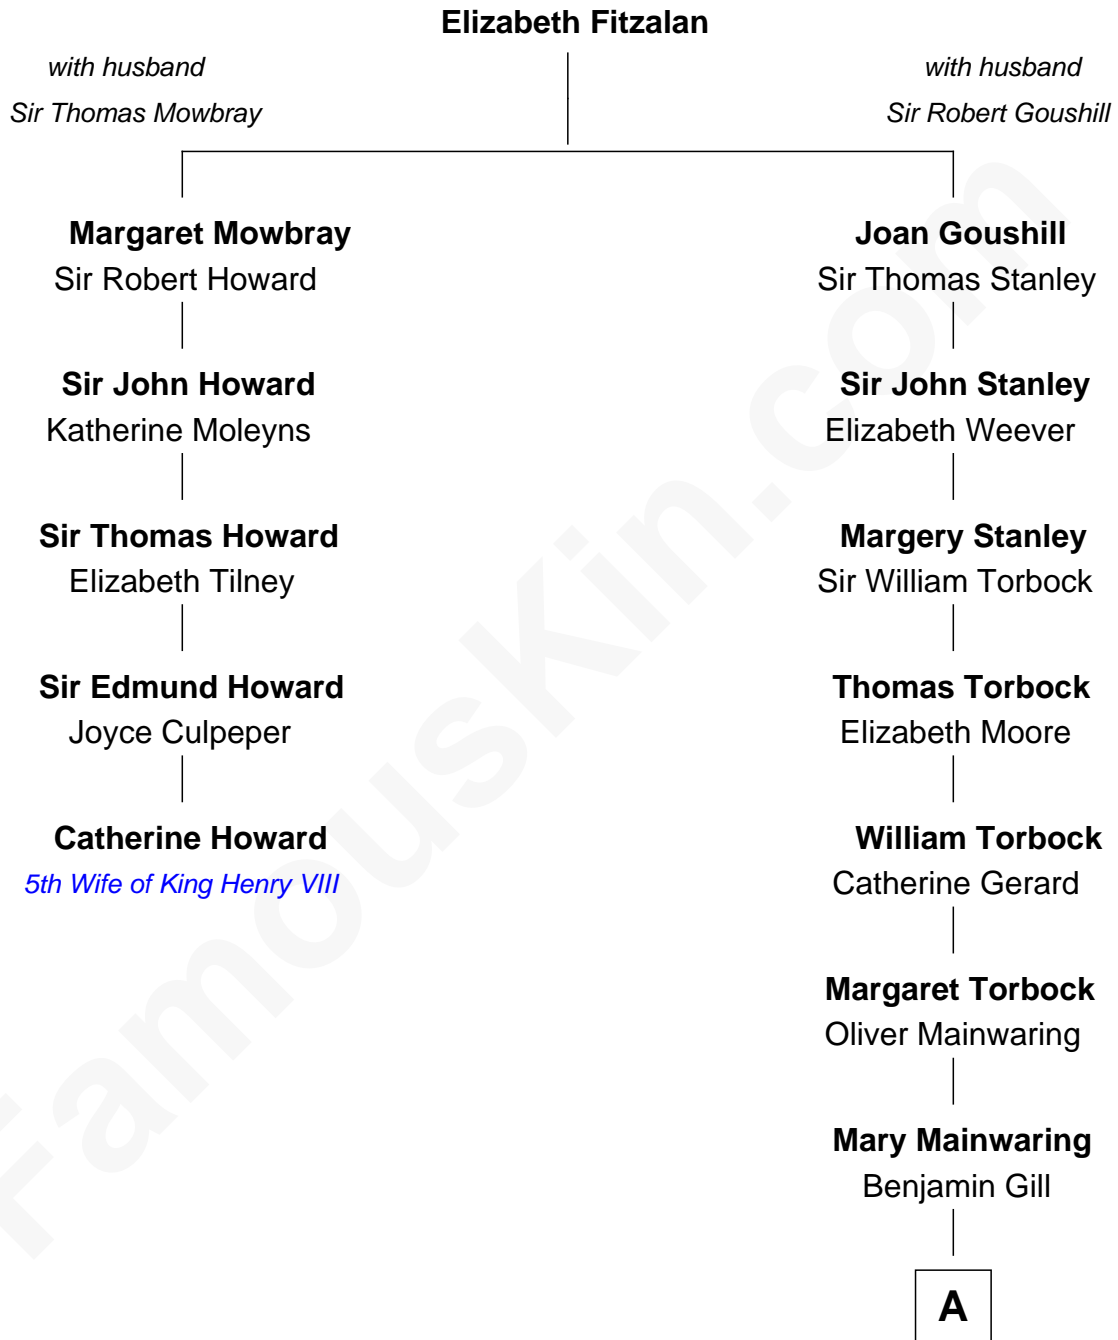 Elizabeth Fitzalan
with husband
Sir Thomas Mowbray
with husband
Sir Robert Goushill
Margaret Mowbray
Sir Robert Howard
Joan Goushill
Sir Thomas Stanley
Sir John Howard
Katherine Moleyns
Sir John Stanley
Elizabeth Weever
Sir Thomas Howard
Elizabeth Tilney
Margery Stanley
Sir William Torbock
Sir Edmund Howard
Joyce Culpeper
Thomas Torbock
Elizabeth Moore
Catherine Howard
5th Wife of King Henry VIII
William Torbock
Catherine Gerard
Margaret Torbock
Oliver Mainwaring
Mary Mainwaring
Benjamin Gill
A
FamousKin.com